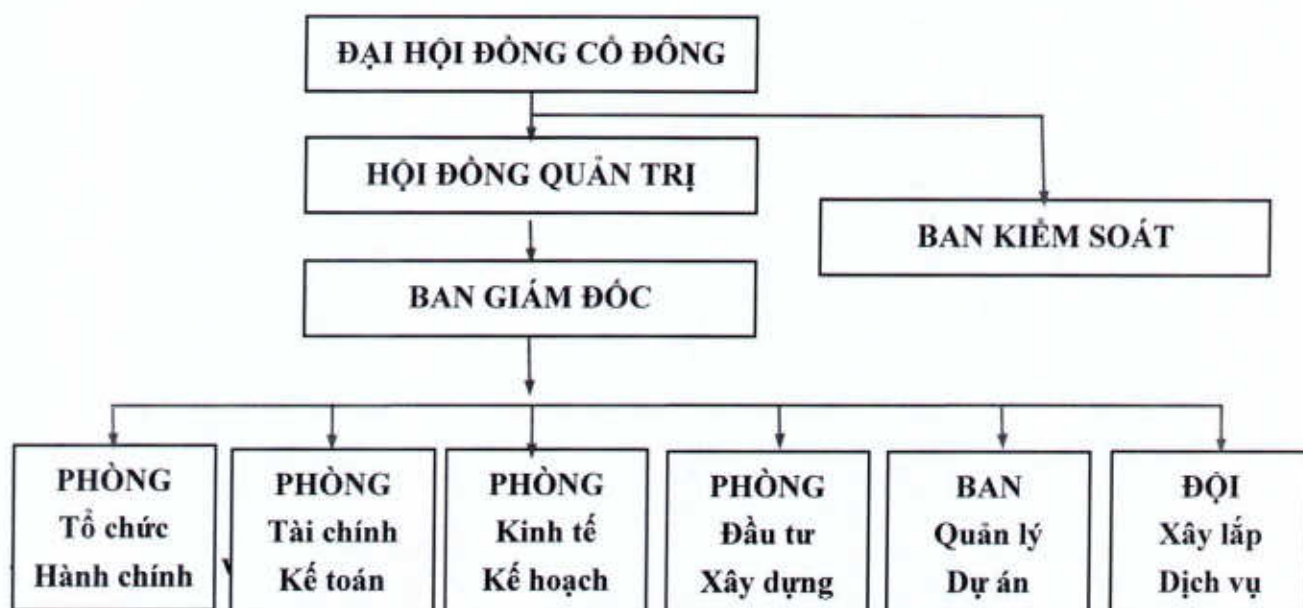 ĐẠI HỘI ĐỒNG CỔ ĐÔNG
HỘI ĐỒNG QUẢN TRỊ
BAN KIỂM SOÁT
BAN GIÁM ĐỐC
PHÒNG
Tổ chức
Hành chính
PHÒNG
Tài chính
Kế toán
PHÒNG
Kinh tế
Kế hoạch
PHÒNG
Đầu tư
Xây dựng
BAN
Quản lý
Dự án
ĐỘI
Xây lắp
Dịch vụ